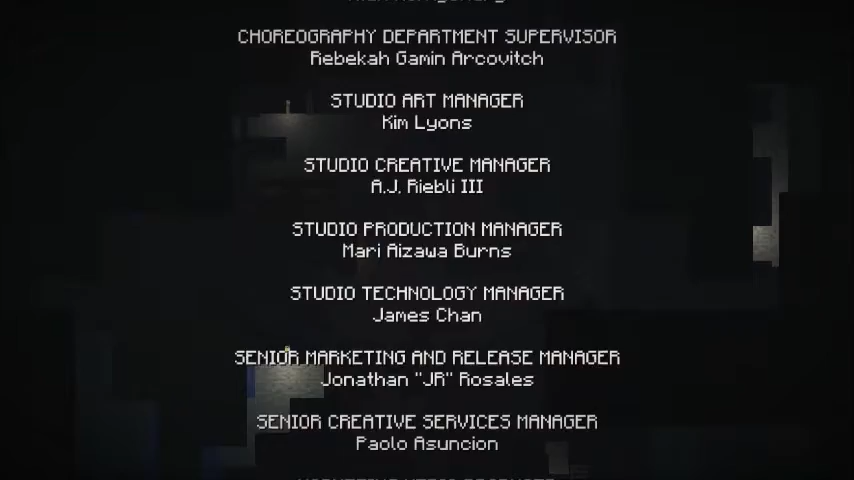 CHOREOGRAPHY DEPARTMENT SUPERVISOR
Rebekah Gamin Arcovitch
STUDIO ART MANAGER
Kim Lyons
STUDIO CREATIVE MANAGER
A.J. Riebli III
STUDIO PRODUCTION MANAGER
Mari Aizawa Burns
STUDIO TECHNOLOGY MANAGER
James Chan
SENIOR MARKETING AND RELEASE MANAGER
Jonathan "JR" Rosales
SENIOR CREATIVE SERVICES MANAGER
Paolo Asuncion